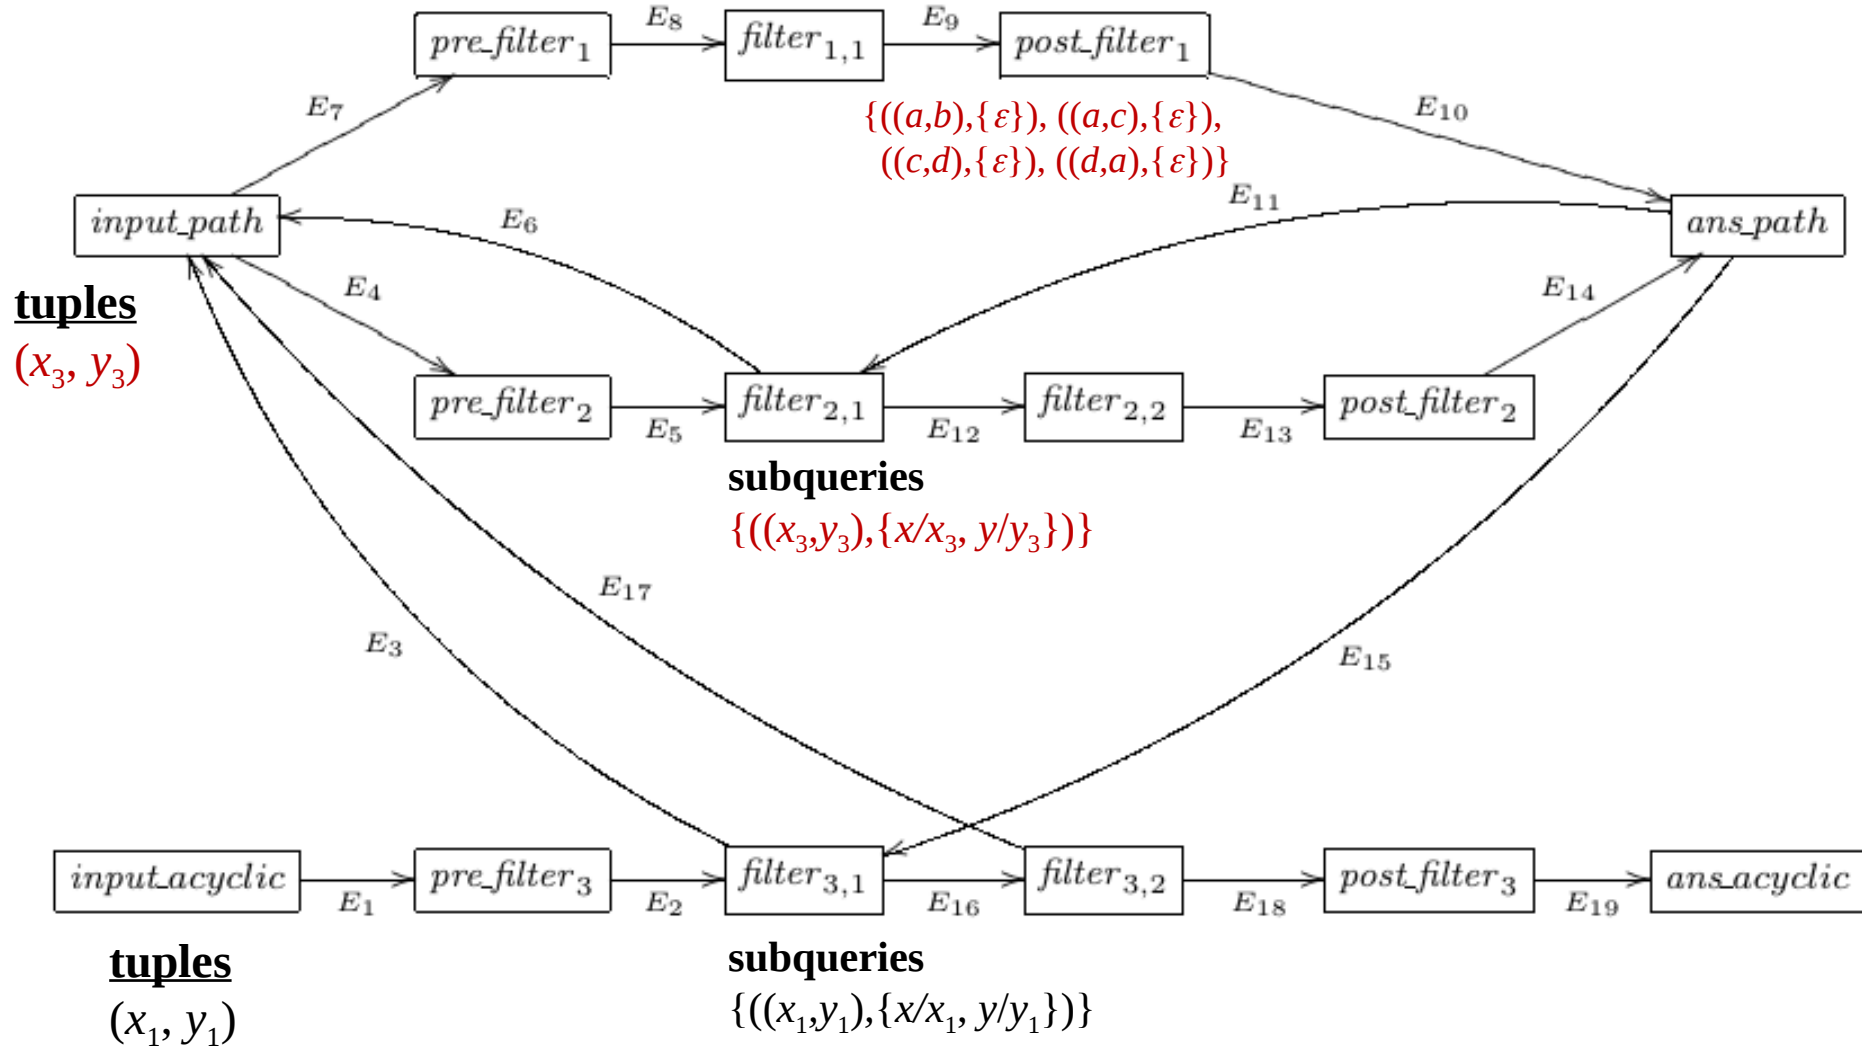 E₈ E₉
pre_filter₁ filter₁,₁ post_filter₁
E₇ E₁₀
{((a,b),{ε}), ((a,c),{ε}),
((c,d),{ε}), ((d,a),{ε})}
E₆ E₁₁
input_path ans_path
E₄ E₁₄
tuples
(x₃, y₃)
pre_filter₂ filter₂,₁ filter₂,₂ post_filter₂
E₅ E₁₂ E₁₃
subqueries
{((x₃,y₃),{x/x₃, y/y₃})}
E₁₇
E₃ E₁₅
input_acyclic pre_filter₃ filter₃,₁ filter₃,₂ post_filter₃ ans_acyclic
E₁ E₂ E₁₆ E₁₈ E₁₉
tuples subqueries
(x₁, y₁) {((x₁,y₁),{x/x₁, y/y₁})}